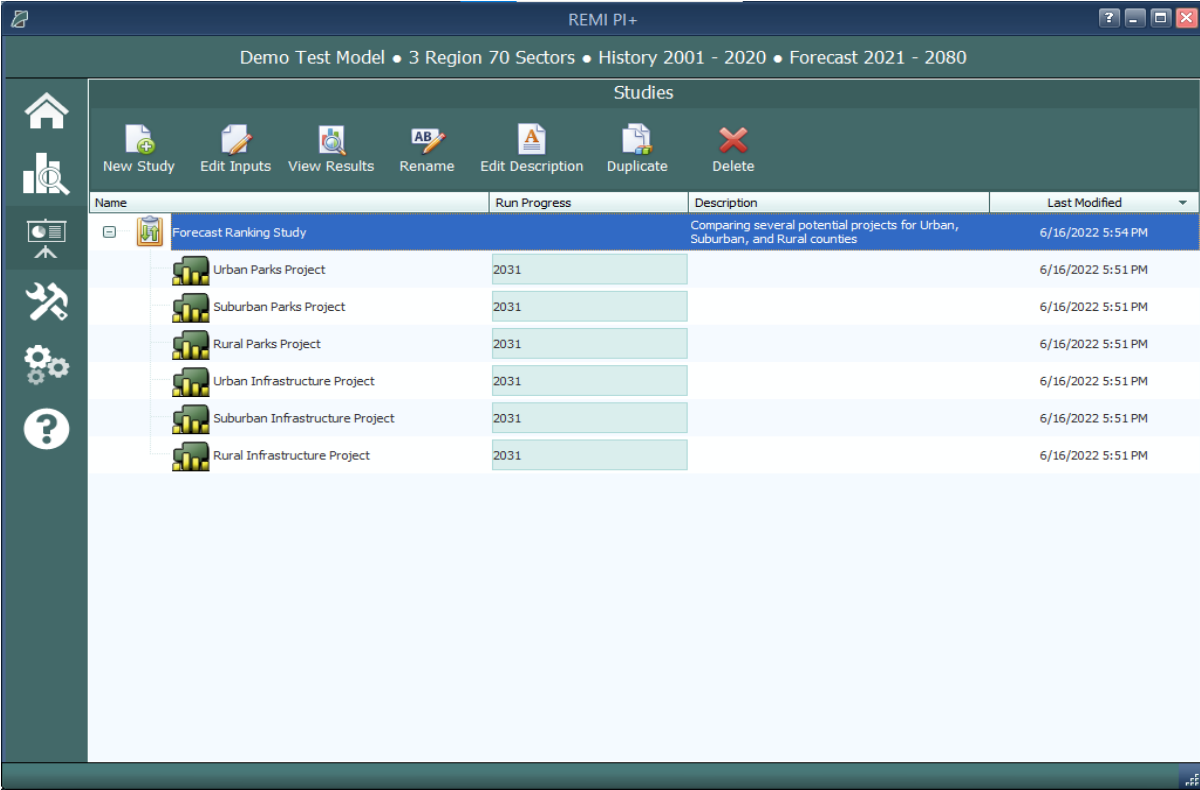 REMI PI+
Demo Test Model ● 3 Region 70 Sectors ● History 2001 - 2020 ● Forecast 2021 - 2080
Studies
New Study Edit Inputs View Results Rename Edit Description Duplicate Delete
Name Run Progress Description Last Modified
Forecast Ranking Study Comparing several potential projects for Urban, 6/16/2022 5:54 PM
Suburban, and Rural counties
Urban Parks Project 2031 6/16/2022 5:51 PM
Suburban Parks Project 2031 6/16/2022 5:51 PM
Rural Parks Project 2031 6/16/2022 5:51 PM
Urban Infrastructure Project 2031 6/16/2022 5:51 PM
Suburban Infrastructure Project 2031 6/16/2022 5:51 PM
Rural Infrastructure Project 2031 6/16/2022 5:51 PM